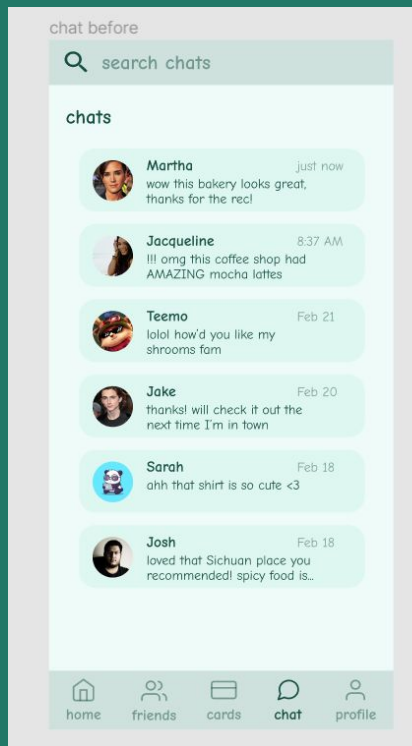 chat before
search chats
chats
Martha just now
wow this bakery looks great,
thanks for the rec!
Jacqueline 8:37 AM
!!! omg this coffee shop had
AMAZING mocha lattes
Teemo Feb 21
lolol how'd you like my
shrooms fam
Jake Feb 20
thanks! will check it out the
next time I'm in town
Sarah Feb 18
ahh that shirt is so cute <3
Josh Feb 18
loved that Sichuan place you
recommended! spicy food is...
home friends cards chat profile